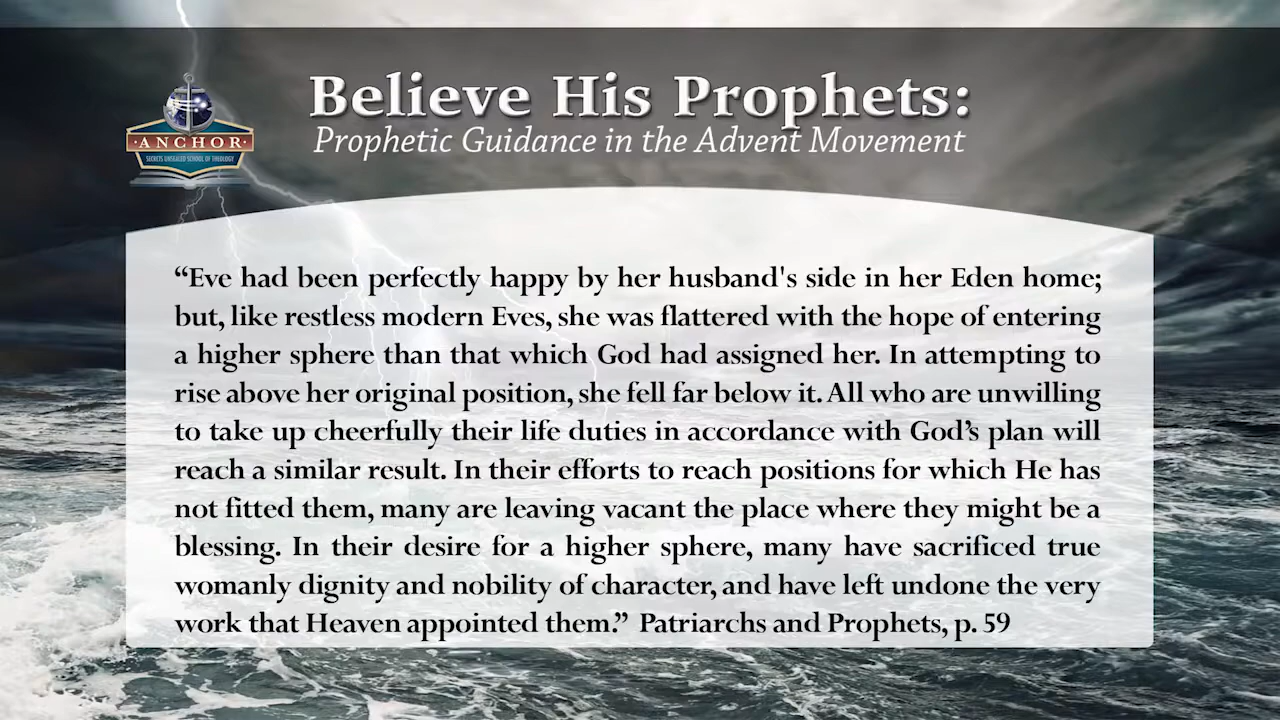 Believe His Prophets:
Prophetic Guidance in the Advent Movement
·ANCHOR·
SECRETS UNSEALED SCHOOL OF THEOLOGY
“Eve had been perfectly happy by her husband's side in her Eden home;
but, like restless modern Eves, she was flattered with the hope of entering
a higher sphere than that which God had assigned her. In attempting to
rise above her original position, she fell far below it. All who are unwilling
to take up cheerfully their life duties in accordance with God’s plan will
reach a similar result. In their efforts to reach positions for which He has
not fitted them, many are leaving vacant the place where they might be a
blessing. In their desire for a higher sphere, many have sacrificed true
womanly dignity and nobility of character, and have left undone the very
work that Heaven appointed them.” Patriarchs and Prophets, p. 59